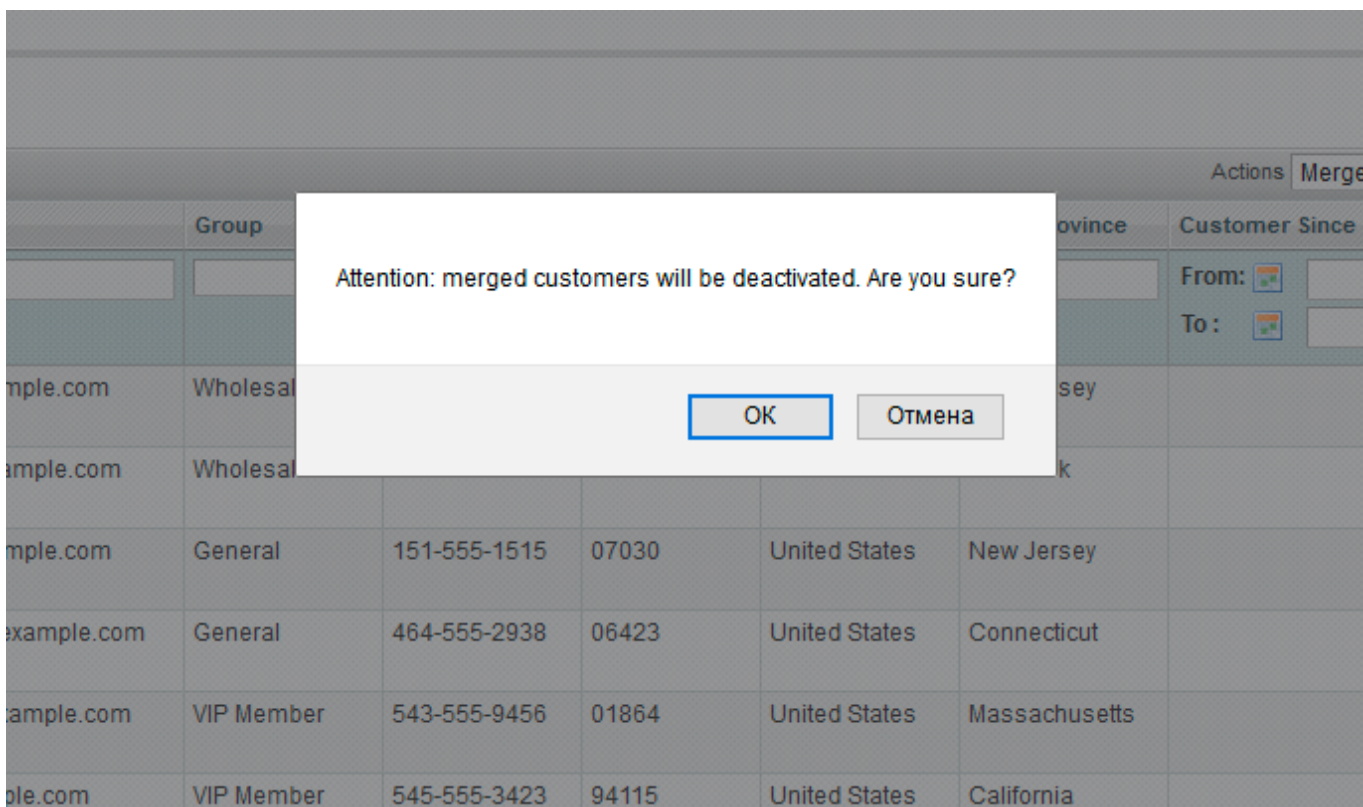 Actions Merge
Group ovince Customer Since
From:
To :
Attention: merged customers will be deactivated. Are you sure?
OК Отмена
mple.com Wholesal sey
ample.com Wholesal k
mple.com General 151-555-1515 07030 United States New Jersey
example.com General 464-555-2938 06423 United States Connecticut
ample.com VIP Member 543-555-9456 01864 United States Massachusetts
ple.com VIP Member 545-555-3423 94115 United States California